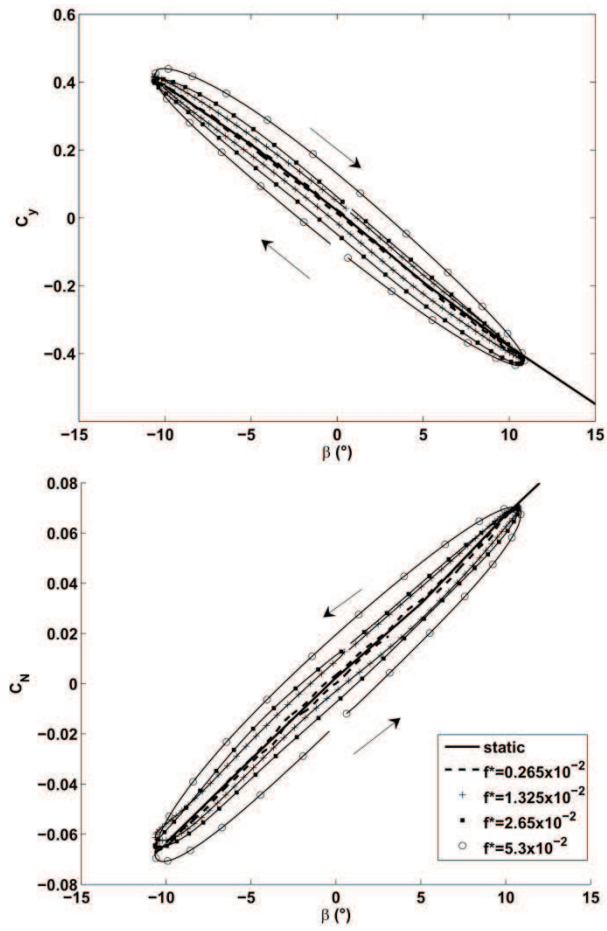 0.6
0.4
0.2
0
−0.2
−0.4
C_y
−15 −10 −5 0 5 10 15
β (°)
0.08
0.06
0.04
0.02
0
−0.02
−0.04
−0.06
−0.08
C_N
static
f*=0.265x10^−2
f*=1.325x10^−2
f*=2.65x10^−2
f*=5.3x10^−2
−15 −10 −5 0 5 10 15
β (°)